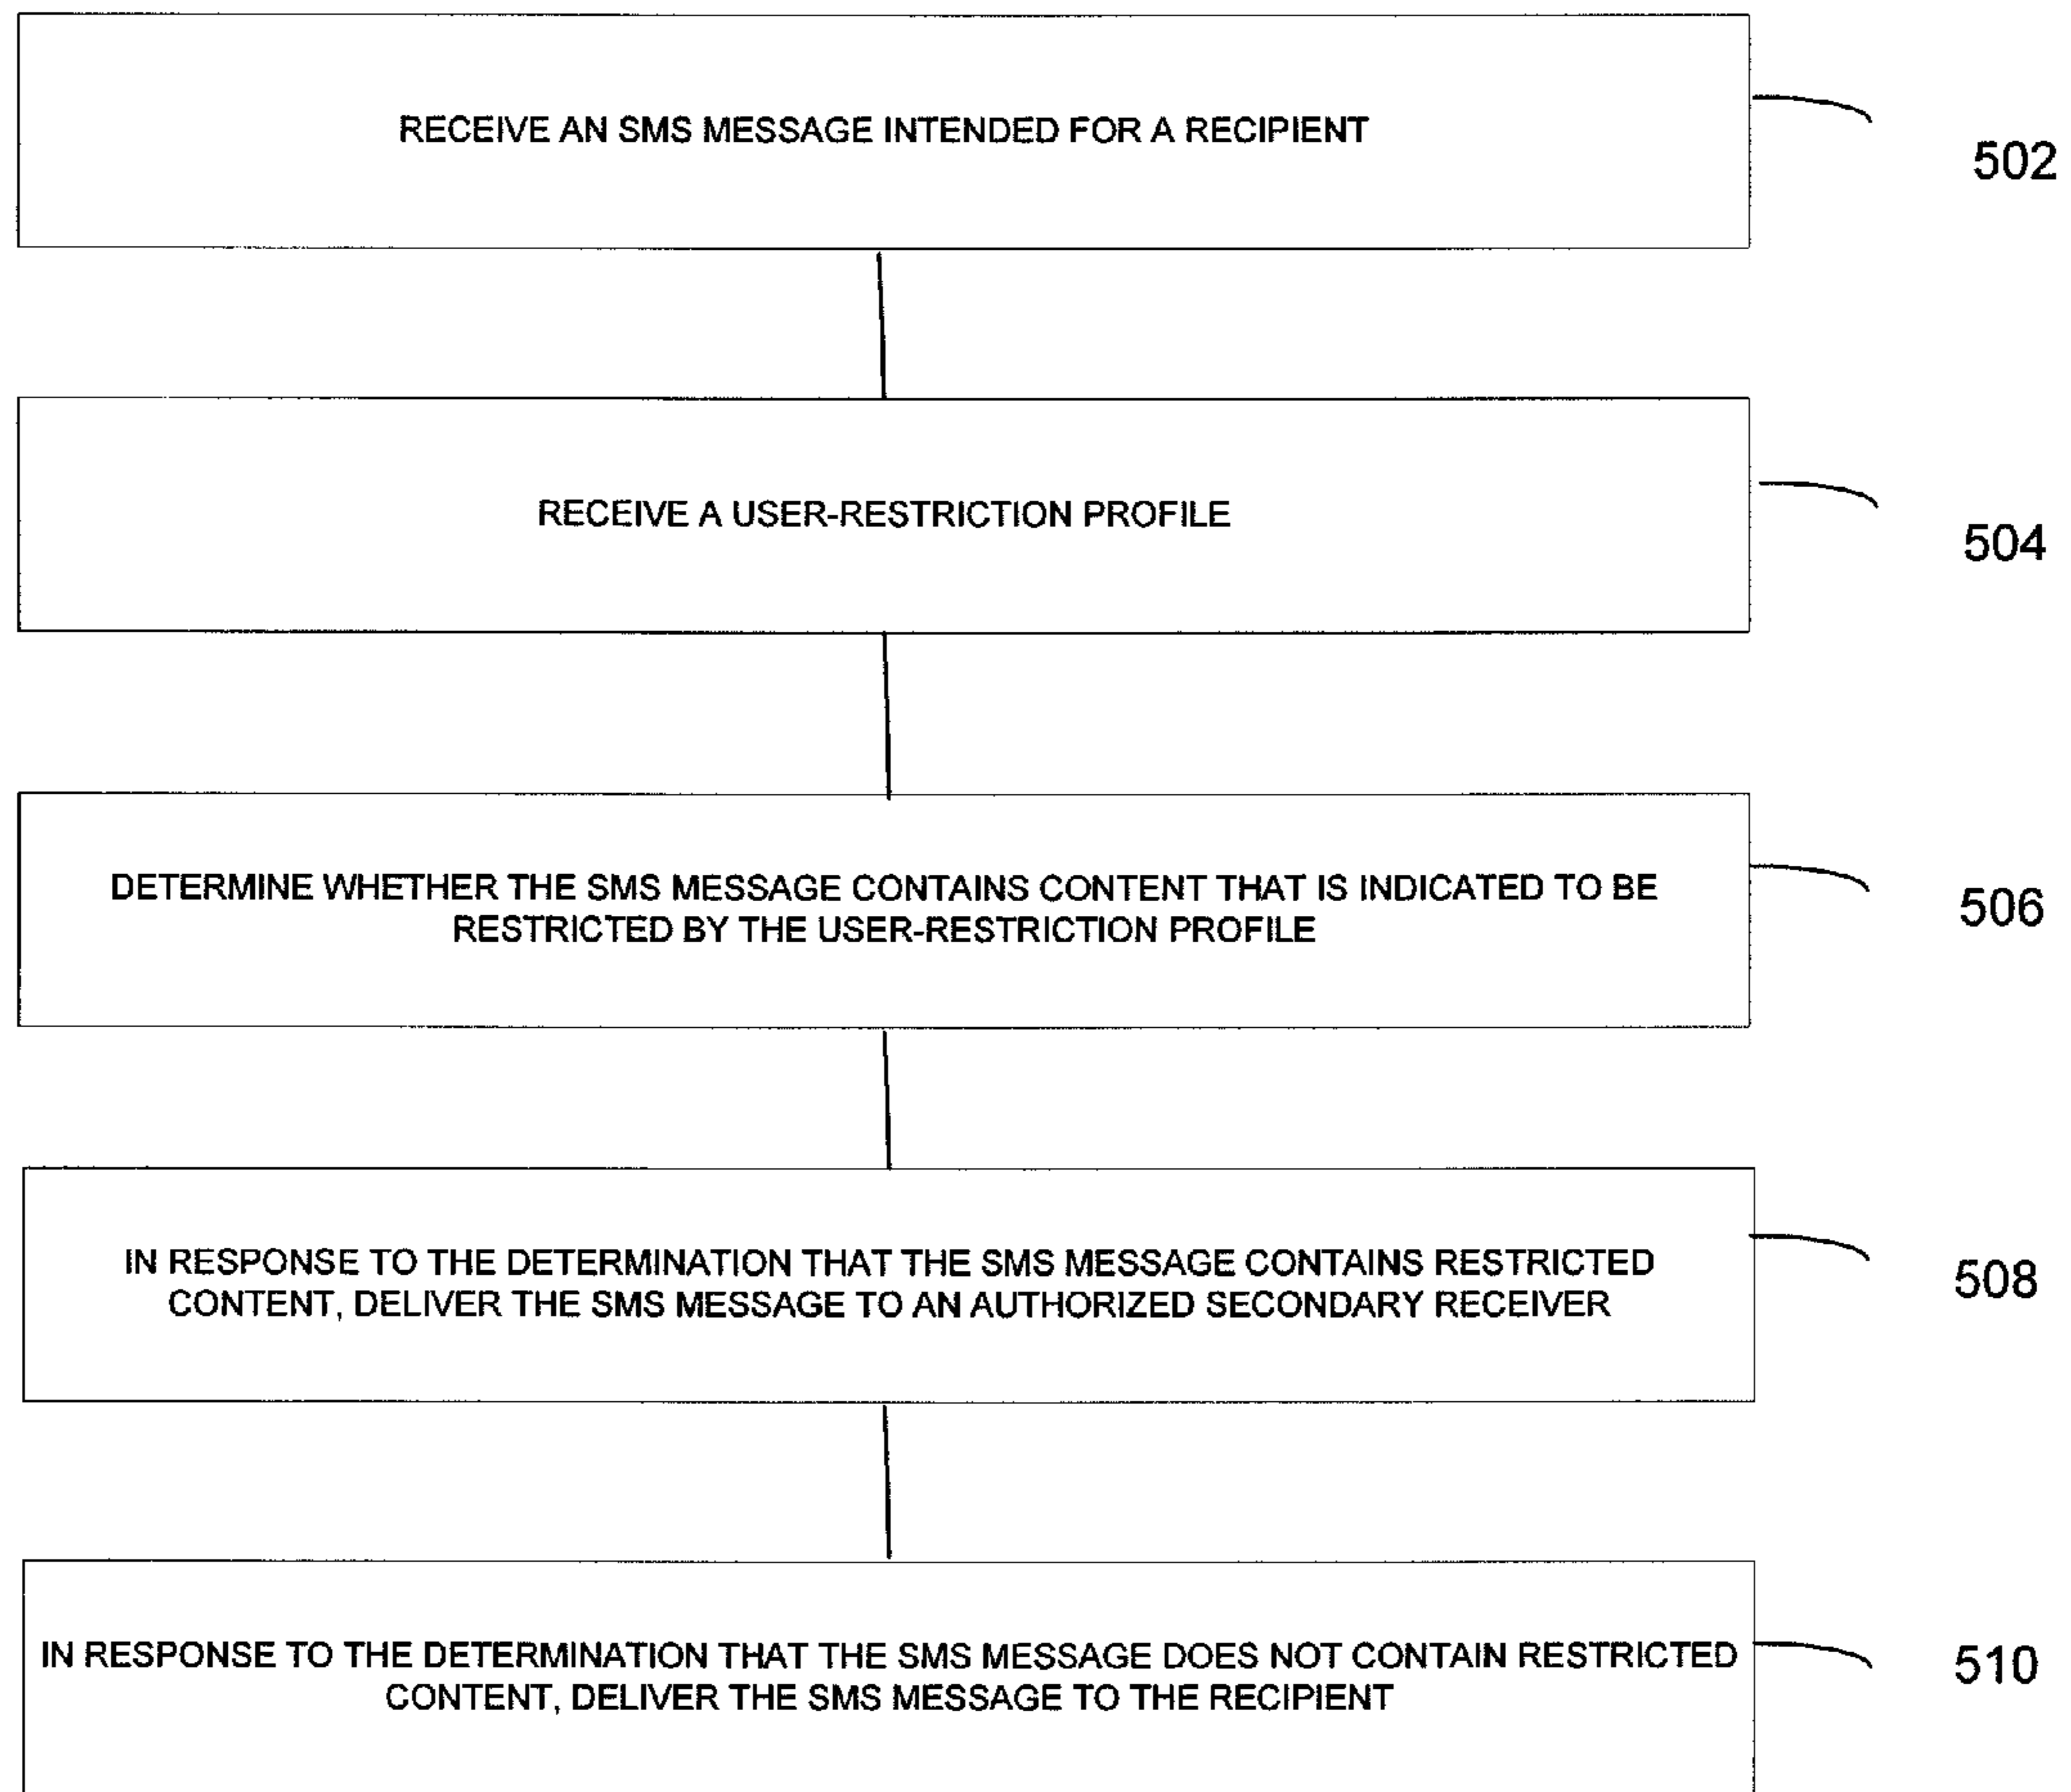 RECEIVE AN SMS MESSAGE INTENDED FOR A RECIPIENT
502
RECEIVE A USER-RESTRICTION PROFILE
504
DETERMINE WHETHER THE SMS MESSAGE CONTAINS CONTENT THAT IS INDICATED TO BE
RESTRICTED BY THE USER-RESTRICTION PROFILE
506
IN RESPONSE TO THE DETERMINATION THAT THE SMS MESSAGE CONTAINS RESTRICTED
CONTENT, DELIVER THE SMS MESSAGE TO AN AUTHORIZED SECONDARY RECEIVER
508
IN RESPONSE TO THE DETERMINATION THAT THE SMS MESSAGE DOES NOT CONTAIN RESTRICTED
CONTENT, DELIVER THE SMS MESSAGE TO THE RECIPIENT
510